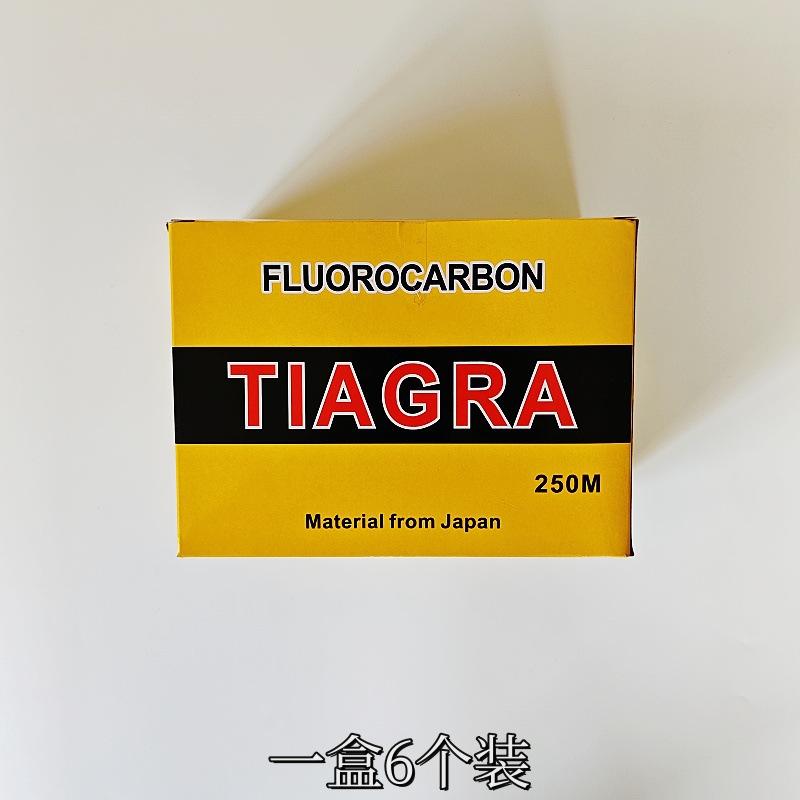 FLUOROCARBON
TIAGRA
250M
Material from Japan
一盒6个装